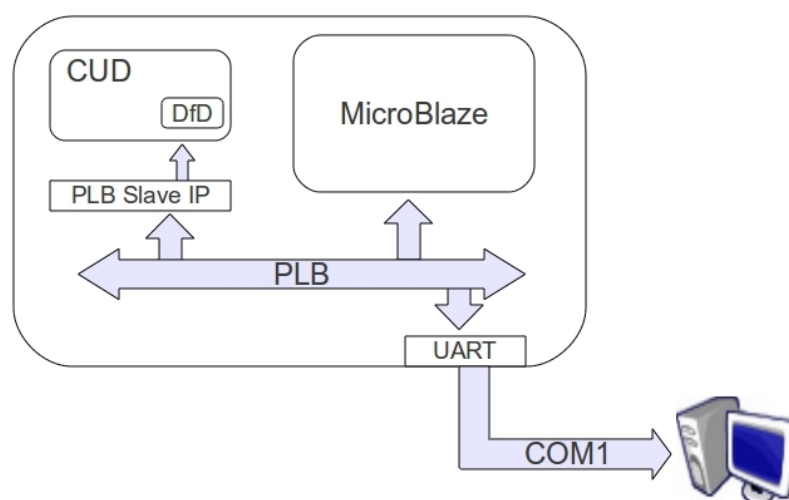 CUD
DfD
MicroBlaze
PLB Slave IP
PLB
UART
COM1